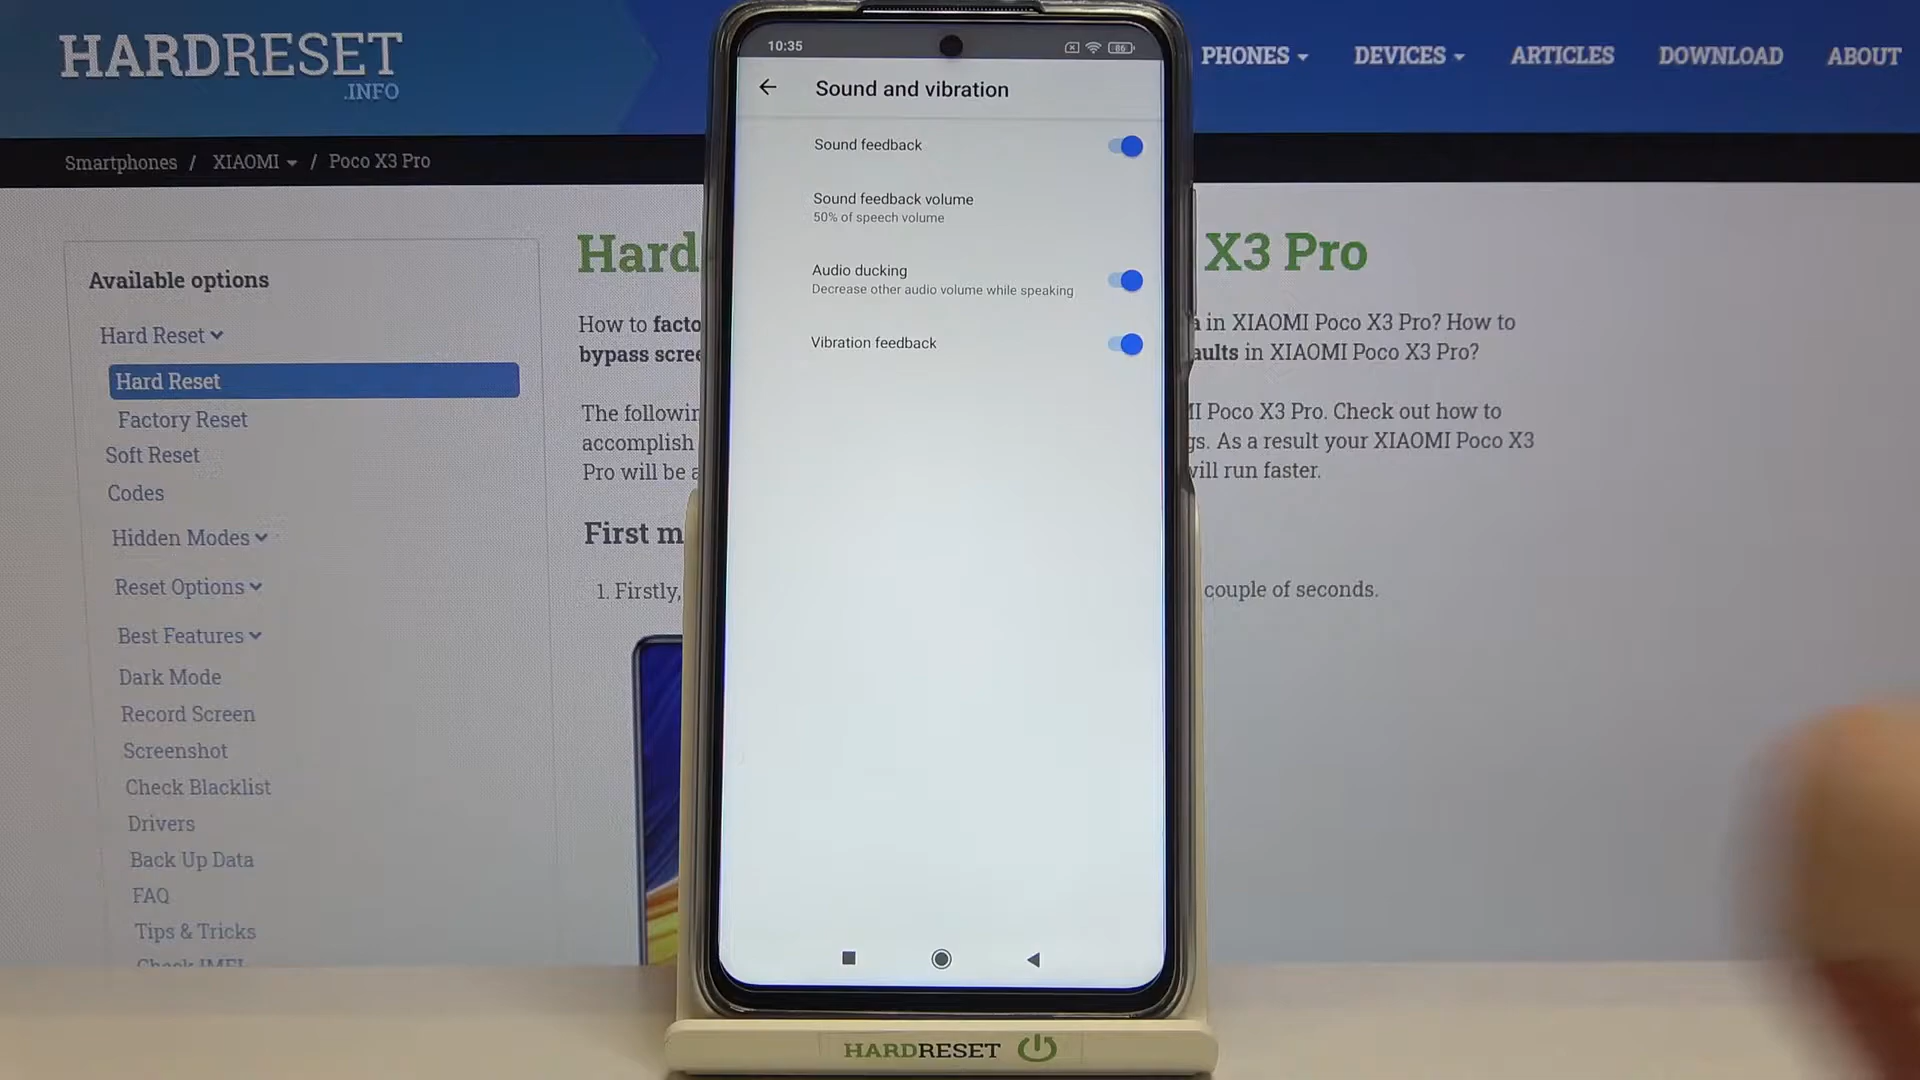 HARDRESET
.INFO
PHONES
DEVICES
ARTICLES
DOWNLOAD
ABOUT
Smartphones / XIAOMI / Poco X3 Pro
10:35
86
Sound and vibration
Sound feedback
Sound feedback volume
50% of speech volume
Audio ducking
Decrease other audio volume while speaking
Vibration feedback
Available options
Hard Reset
Hard Reset
Factory Reset
Soft Reset
Codes
Hidden Modes
Reset Options
Best Features
Dark Mode
Record Screen
Screenshot
Check Blacklist
Drivers
Back Up Data
FAQ
Tips & Tricks
Check IMEI
Hard X3 Pro
How to in XIAOMI Poco X3 Pro? How to
bypass in XIAOMI Poco X3 Pro?
The Poco X3 Pro. Check out how to
accomplish As a result your XIAOMI Poco X3
Pro will be will run faster.
First
1. Firstly, couple of seconds.
HARDRESET